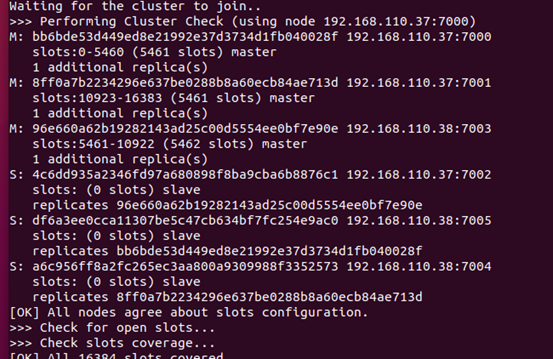 Waiting for the cluster to join..
>>> Performing Cluster Check (using node 192.168.110.37:7000)
M: bb6bde53d449ed8e21992e37d3734d1fb040028f 192.168.110.37:7000
slots:0-5460 (5461 slots) master
1 additional replica(s)
M: 8ff0a7b2234296e637be0288b8a60ecb84ae713d 192.168.110.37:7001
slots:10923-16383 (5461 slots) master
1 additional replica(s)
M: 96e660a62b19282143ad25c00d5554ee0bf7e90e 192.168.110.38:7003
slots:5461-10922 (5462 slots) master
1 additional replica(s)
S: 4c6dd935a2346fd97a680898f8ba9cba6b8876c1 192.168.110.37:7002
slots: (0 slots) slave
replicates 96e660a62b19282143ad25c00d5554ee0bf7e90e
S: df6a3ee0cca11307be5c47cb634bf7fc254e9ac0 192.168.110.38:7005
slots: (0 slots) slave
replicates bb6bde53d449ed8e21992e37d3734d1fb040028f
S: a6c956ff8a2fc265ec3aa800a9309988f3352573 192.168.110.38:7004
slots: (0 slots) slave
replicates 8ff0a7b2234296e637be0288b8a60ecb84ae713d
[OK] All nodes agree about slots configuration.
>>> Check for open slots...
>>> Check slots coverage...
[OK] All 16384 slots covered